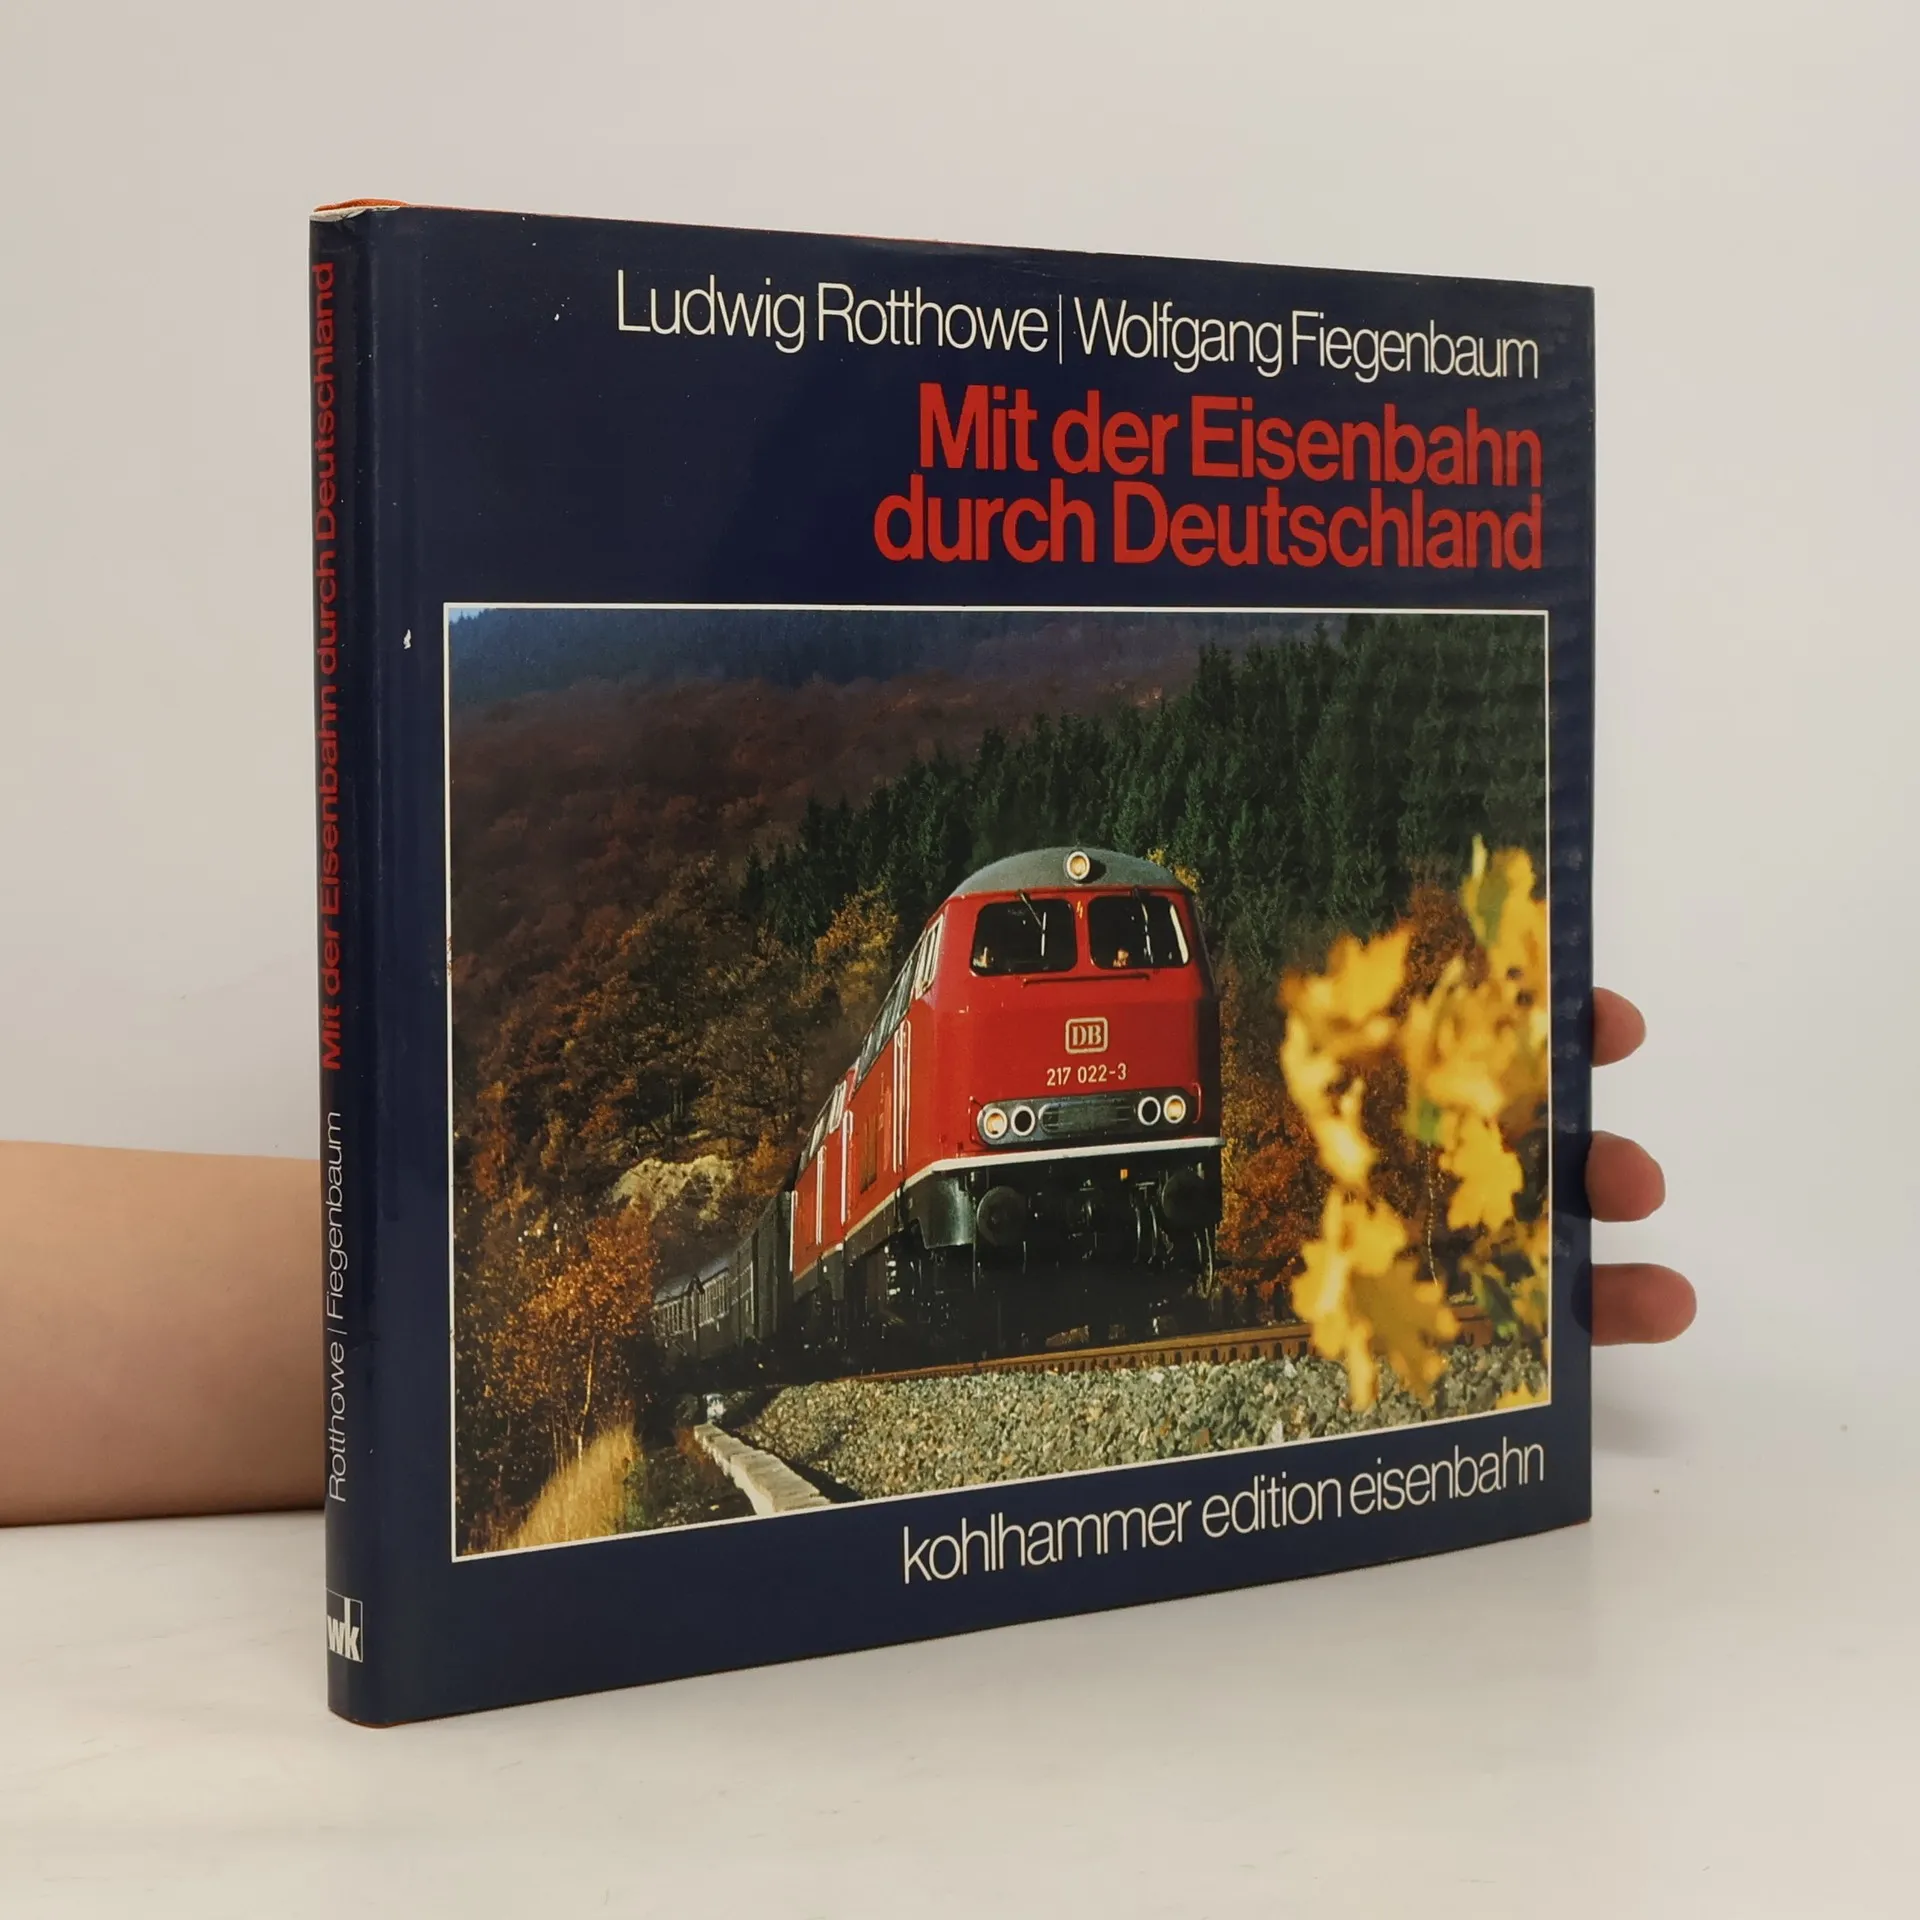 Ludwig Rotthowe | Wolfgang Fiegenbaum
Mit der Eisenbahn
durch Deutschland
DB
217 022-3
kohlhammer edition eisenbahn
Rotthowe | Fiegenbaum Mit der Eisenbahn durch Deutschland
wk